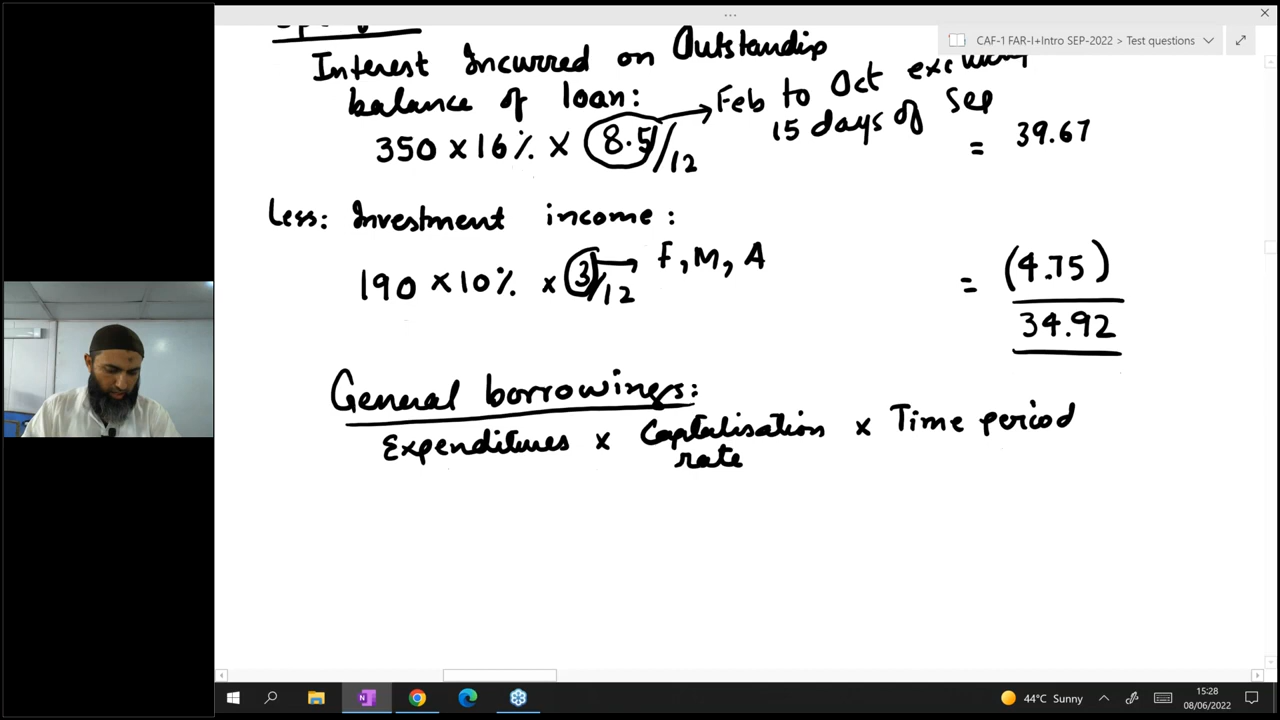 CAF-1 FAR-I+Intro SEP-2022 > Test questions
Interest Incurred on Outstanding
balance of loan:
Feb to Oct excluding
15 days of Sep
350 × 16% × 8.5/12
= 39.67
Less: Investment income:
190 × 10% × 3/12
F, M, A
= (4.75)
34.92
General borrowings:
Expenditures × Capitalisation × Time period
rate
44°C Sunny
15:28
08/06/2022